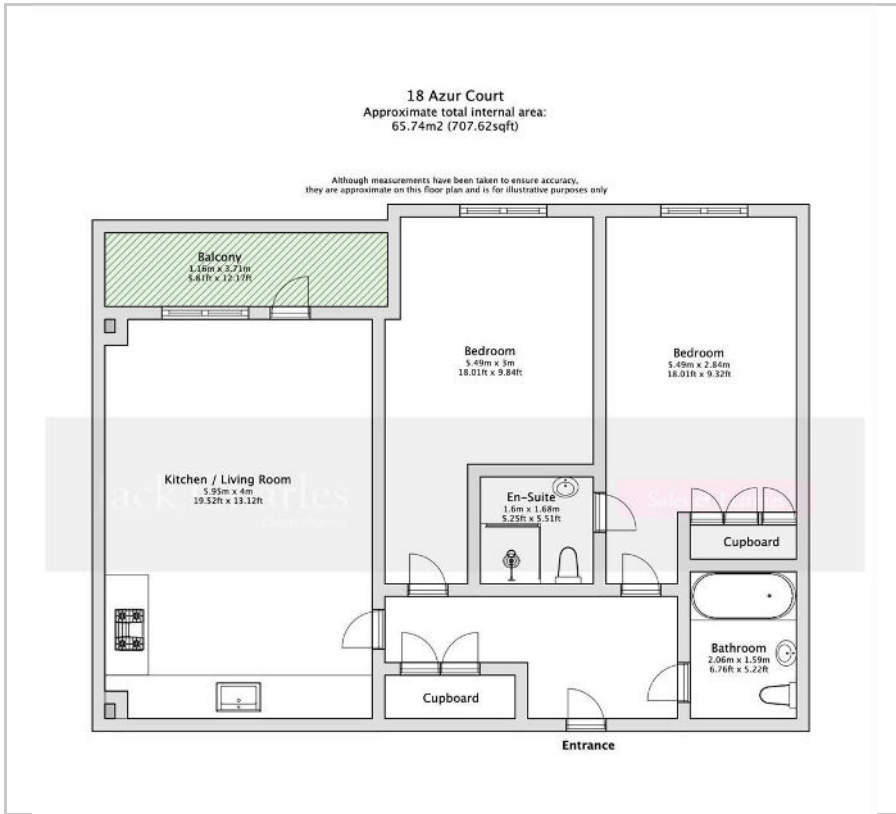 18 Azur Court
Approximate total internal area:
65.74m2 (707.62sqft)
Although measurements have been taken to ensure accuracy,
they are approximate on this floor plan and is for illustrative purposes only
Balcony
1.16m x 3.71m
3.81ft x 12.17ft
Bedroom
5.49m x 3m
18.01ft x 9.84ft
Bedroom
5.49m x 2.84m
18.01ft x 9.32ft
Kitchen / Living Room
5.95m x 4m
19.52ft x 13.12ft
En-Suite
1.6m x 1.68m
5.25ft x 5.51ft
Cupboard
Bathroom
2.06m x 1.59m
6.76ft x 5.22ft
Cupboard
Entrance